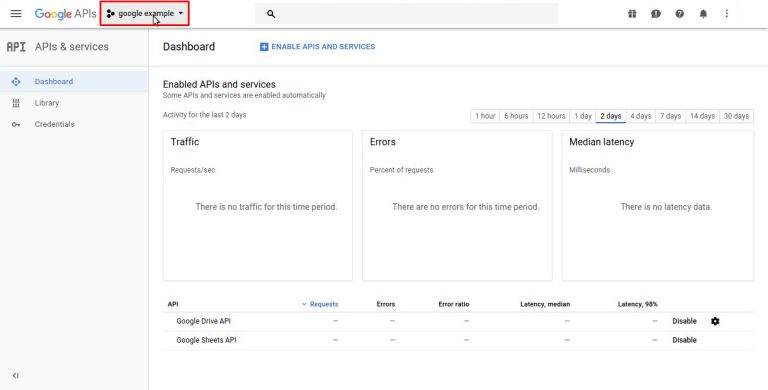 Google APIs google example
API APIs & services Dashboard ENABLE APIS AND SERVICES
Dashboard
Library
Credentials
Enabled APIs and services
Some APIs and services are enabled automatically
Activity for the last 2 days 1 hour 6 hours 12 hours 1 day 2 days 4 days 7 days 14 days 30 days
Traffic Errors Median latency
Requests/sec Percent of requests Milliseconds
There is no traffic for this time period. There are no errors for this time period. There is no latency data.
API Requests Errors Error ratio Latency, median Latency, 98%
Google Drive API — — — — — Disable
Google Sheets API — — — — — Disable